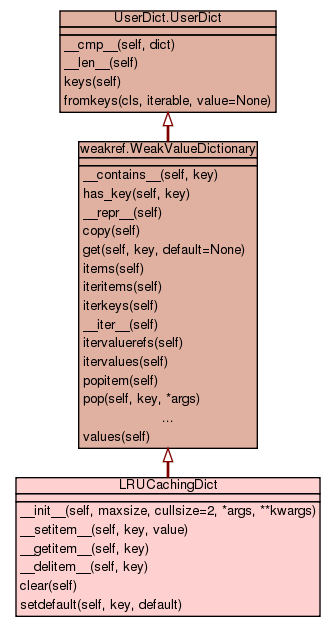 UserDict.UserDict
__cmp__(self, dict)
__len__(self)
keys(self)
fromkeys(cls, iterable, value=None)
weakref.WeakValueDictionary
__contains__(self, key)
has_key(self, key)
__repr__(self)
copy(self)
get(self, key, default=None)
items(self)
iteritems(self)
iterkeys(self)
__iter__(self)
itervaluerefs(self)
itervalues(self)
popitem(self)
pop(self, key, *args)
...
values(self)
LRUCachingDict
__init__(self, maxsize, cullsize=2, *args, **kwargs)
__setitem__(self, key, value)
__getitem__(self, key)
__delitem__(self, key)
clear(self)
setdefault(self, key, default)